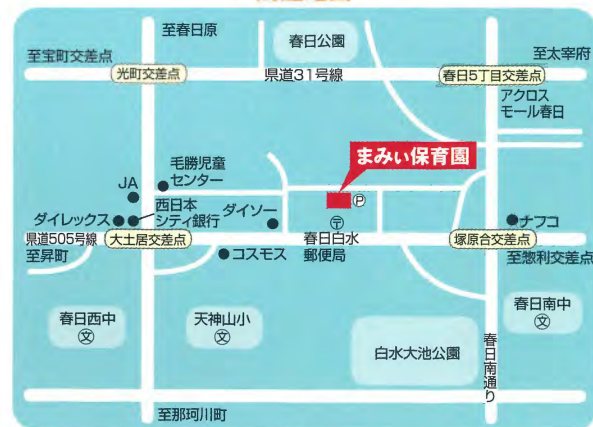 至春日原
春日公園
至宝町交差点
至太宰府
光町交差点
県道31号線
春日5丁目交差点
アクロス
モール春日
まみぃ保育園
毛勝児童
センター
JA
P
西日本
シティ銀行
ダイソー
ダイレックス
〒
ナフコ
県道505号線
大土居交差点
春日白水
郵便局
塚原台交差点
至昇町
コスモス
至惣利交差点
春日西中
文
天神山小
文
春日南中
文
白水大池公園
春日南通り
至那珂川町